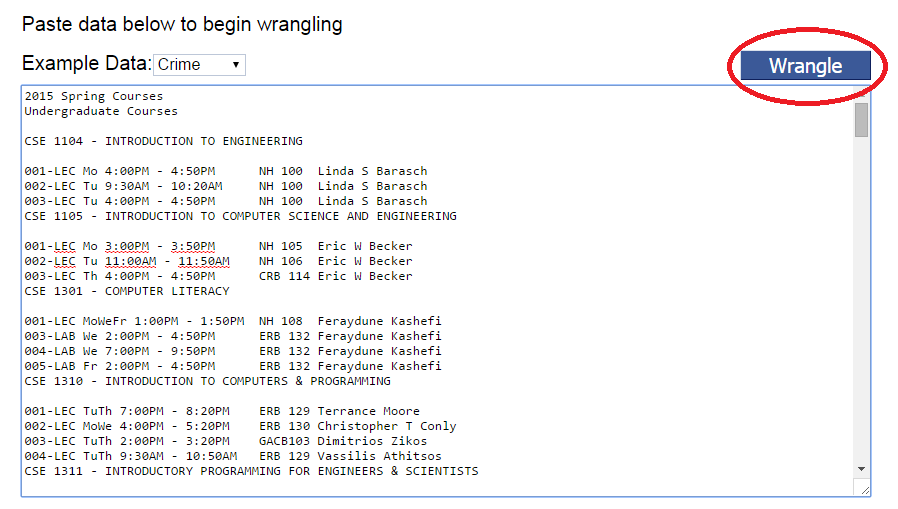 Paste data below to begin wrangling
Example Data: Crime
Wrangle
2015 Spring Courses
Undergraduate Courses
CSE 1104 - INTRODUCTION TO ENGINEERING
001-LEC Mo 4:00PM - 4:50PM NH 100 Linda S Barasch
002-LEC Tu 9:30AM - 10:20AM NH 100 Linda S Barasch
003-LEC Tu 4:00PM - 4:50PM NH 100 Linda S Barasch
CSE 1105 - INTRODUCTION TO COMPUTER SCIENCE AND ENGINEERING
001-LEC Mo 3:00PM - 3:50PM NH 105 Eric W Becker
002-LEC Tu 11:00AM - 11:50AM NH 106 Eric W Becker
003-LEC Th 4:00PM - 4:50PM CRB 114 Eric W Becker
CSE 1301 - COMPUTER LITERACY
001-LEC MoWeFr 1:00PM - 1:50PM NH 108 Feraydune Kashefi
003-LAB We 2:00PM - 4:50PM ERB 132 Feraydune Kashefi
004-LAB We 7:00PM - 9:50PM ERB 132 Feraydune Kashefi
005-LAB Fr 2:00PM - 4:50PM ERB 132 Feraydune Kashefi
CSE 1310 - INTRODUCTION TO COMPUTERS & PROGRAMMING
001-LEC TuTh 7:00PM - 8:20PM ERB 129 Terrance Moore
002-LEC MoWe 4:00PM - 5:20PM ERB 130 Christopher T Conly
003-LEC TuTh 2:00PM - 3:20PM GACB103 Dimitrios Zikos
004-LEC TuTh 9:30AM - 10:50AM ERB 129 Vassilis Athitsos
CSE 1311 - INTRODUCTORY PROGRAMMING FOR ENGINEERS & SCIENTISTS